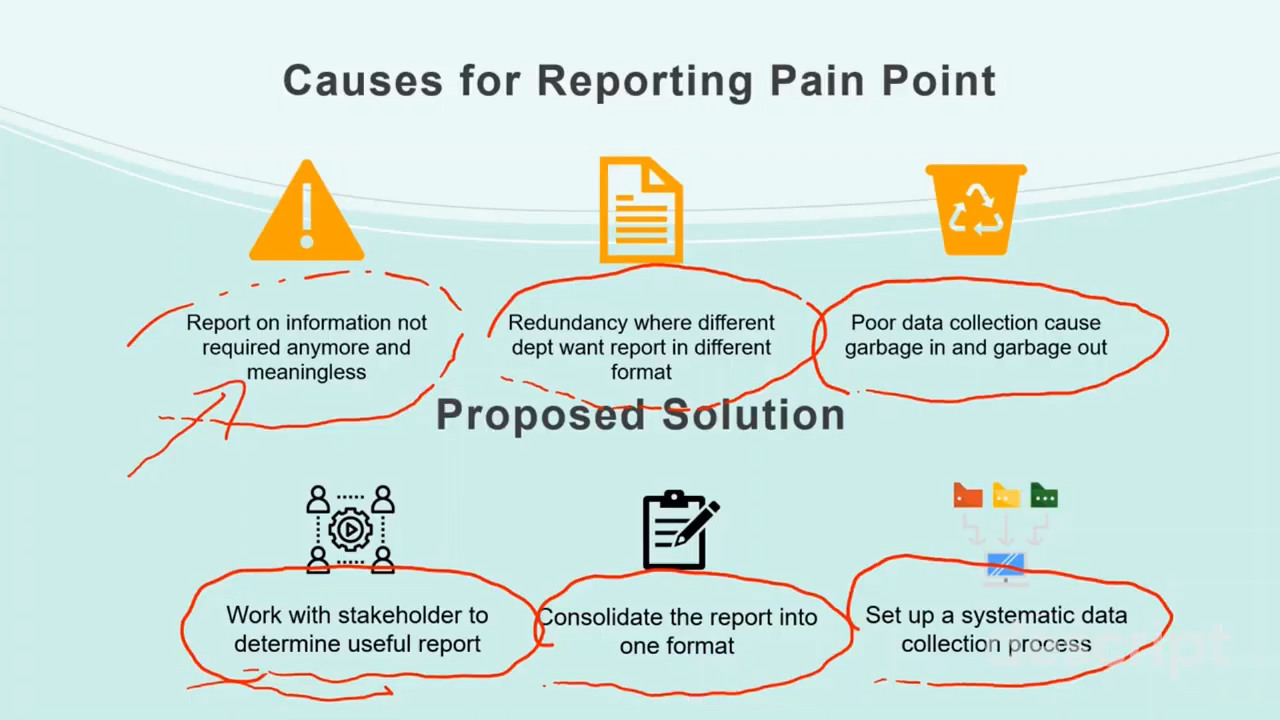 Causes for Reporting Pain Point
Report on information not
required anymore and
meaningless
Redundancy where different
dept want report in different
format
Poor data collection cause
garbage in and garbage out
Proposed Solution
Work with stakeholder to
determine useful report
Consolidate the report into
one format
Set up a systematic data
collection process